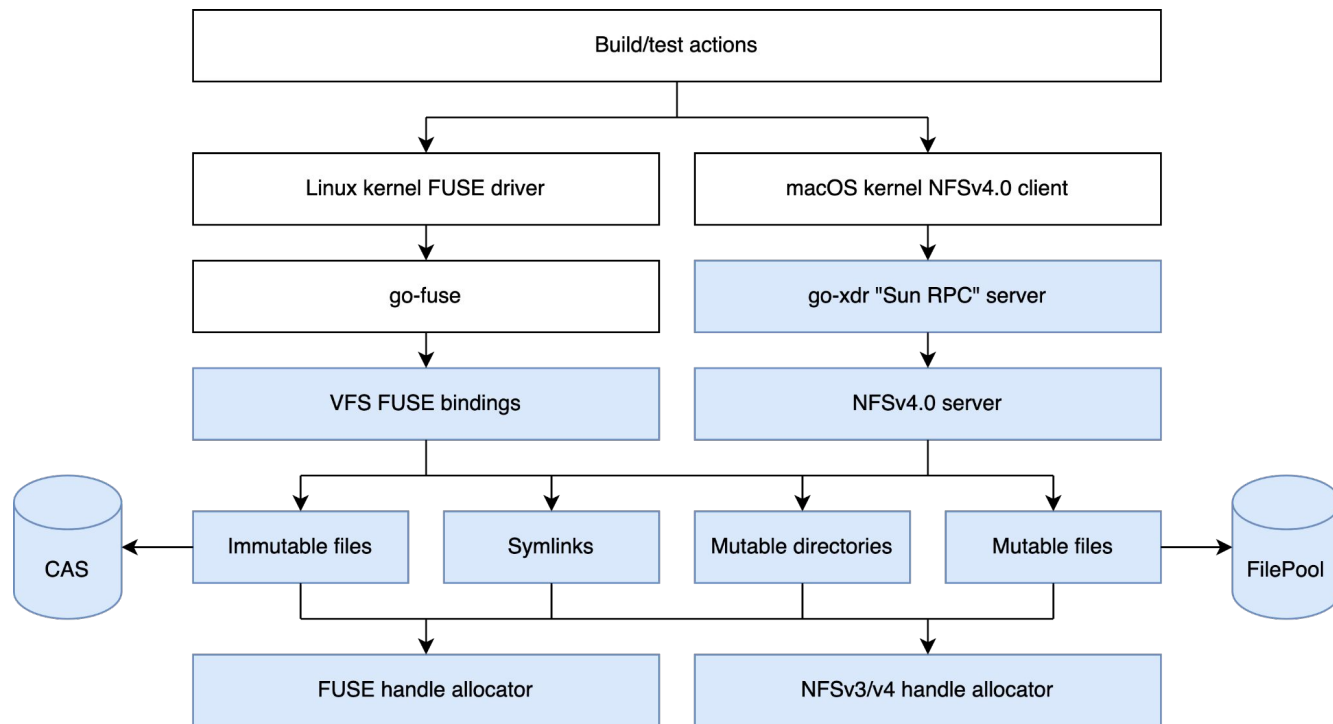 Build/test actions
Linux kernel FUSE driver
macOS kernel NFSv4.0 client
go-fuse
go-xdr "Sun RPC" server
VFS FUSE bindings
NFSv4.0 server
CAS
Immutable files
Symlinks
Mutable directories
Mutable files
FilePool
FUSE handle allocator
NFSv3/v4 handle allocator